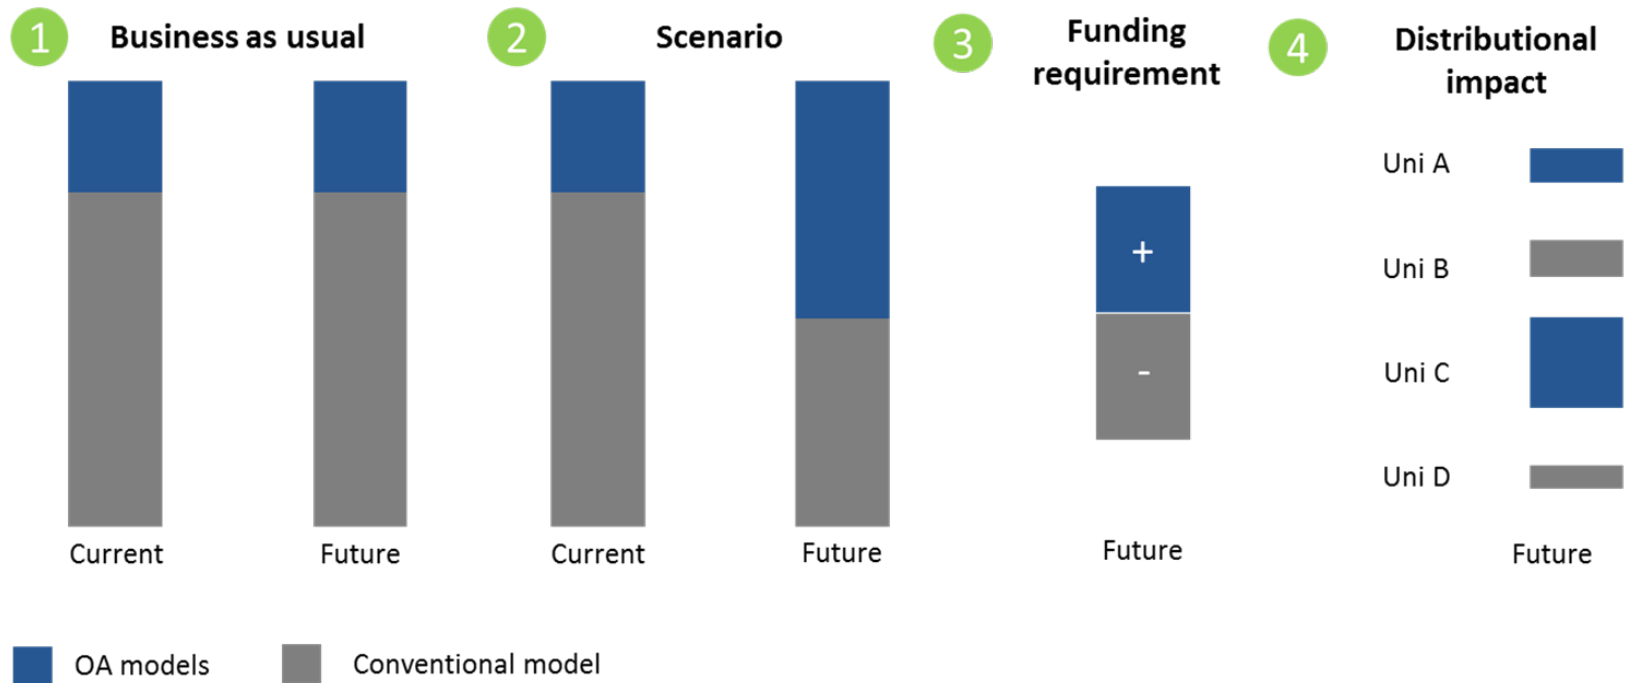 1
Business as usual
2
Scenario
3
Funding
requirement
4
Distributional
impact
Current
Future
Current
Future
+
-
Future
Uni A
Uni B
Uni C
Uni D
Future
OA models
Conventional model